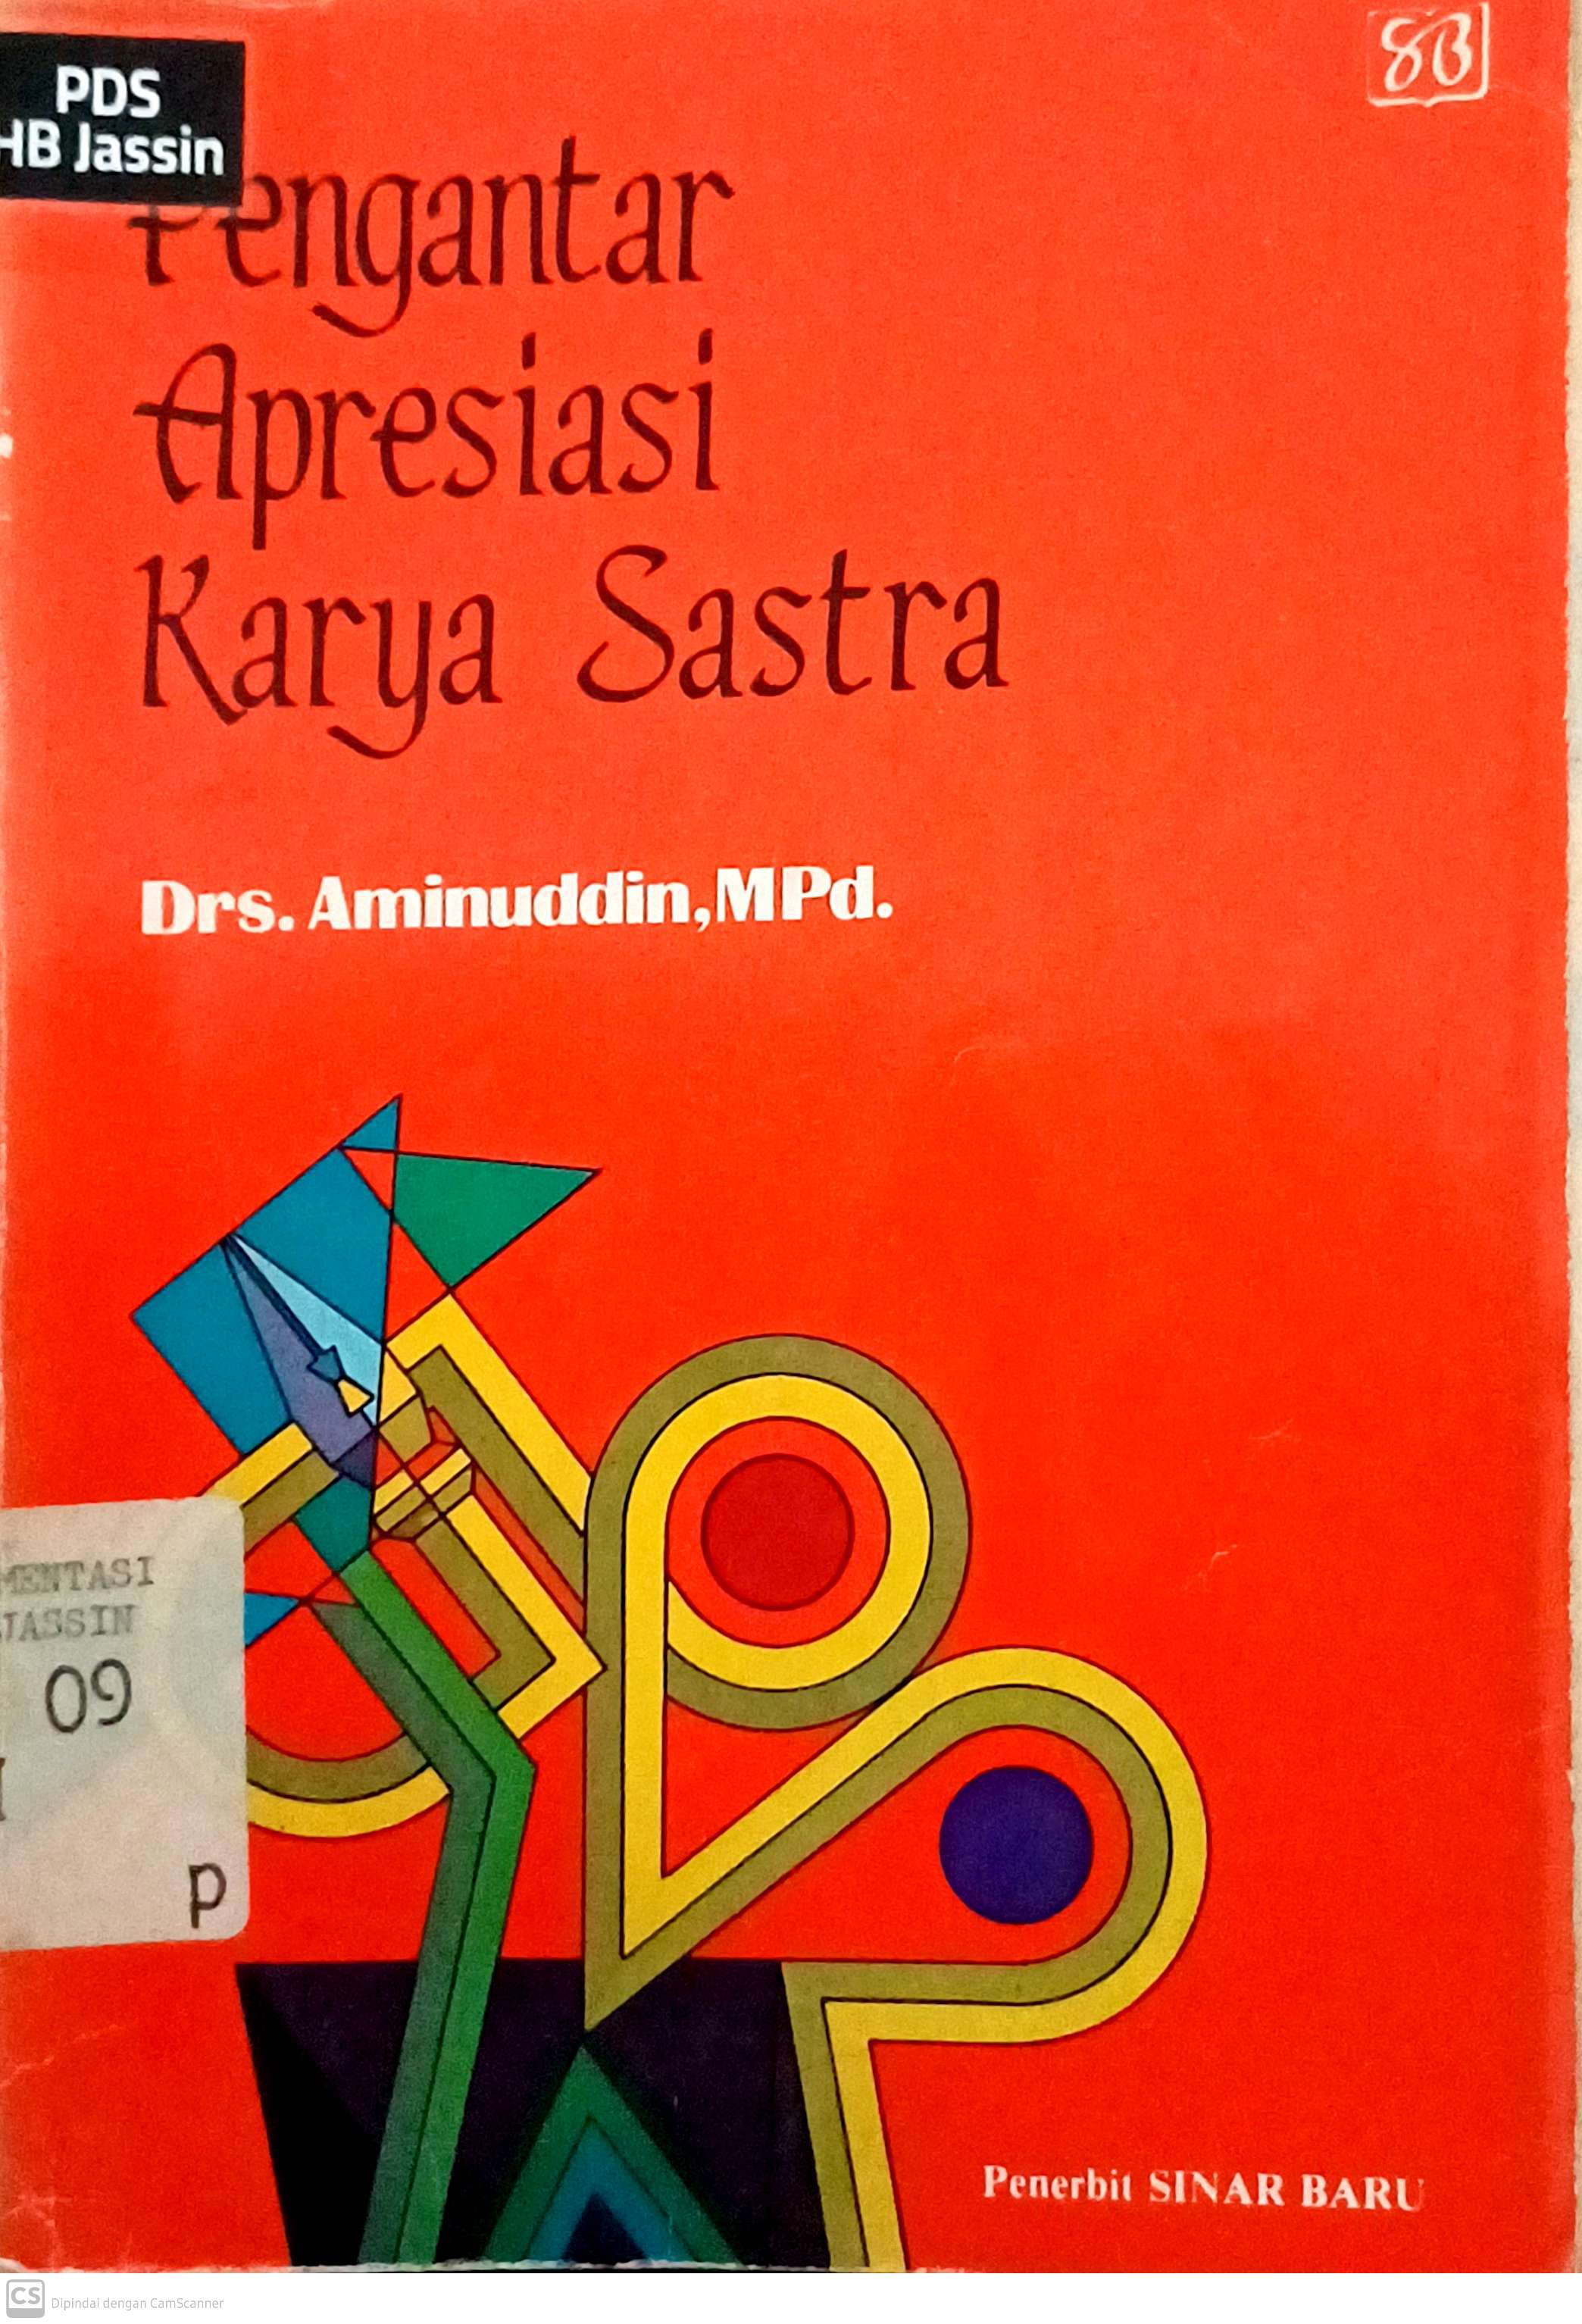 PDS
HB Jassin
SB
Pengantar
Apresiasi
Karya Sastra
Drs. Aminuddin,MPd.
MENTASI
JASSIN
09
p
Penerbit SINAR BARU
CS Dipindai dengan CamScanner